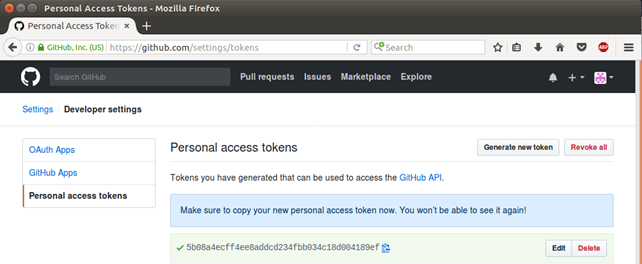 Personal Access Tokens - Mozilla Firefox
Personal Access Token
GitHub, Inc. (US) https://github.com/settings/tokens Search
Search GitHub Pull requests Issues Marketplace Explore
Settings / Developer settings
OAuth Apps
GitHub Apps
Personal access tokens
Personal access tokens Generate new token Revoke all
Tokens you have generated that can be used to access the GitHub API.
Make sure to copy your new personal access token now. You won't be able to see it again!
5b08a4ecff4ee8addcd234fbb034c18d004189ef Edit Delete